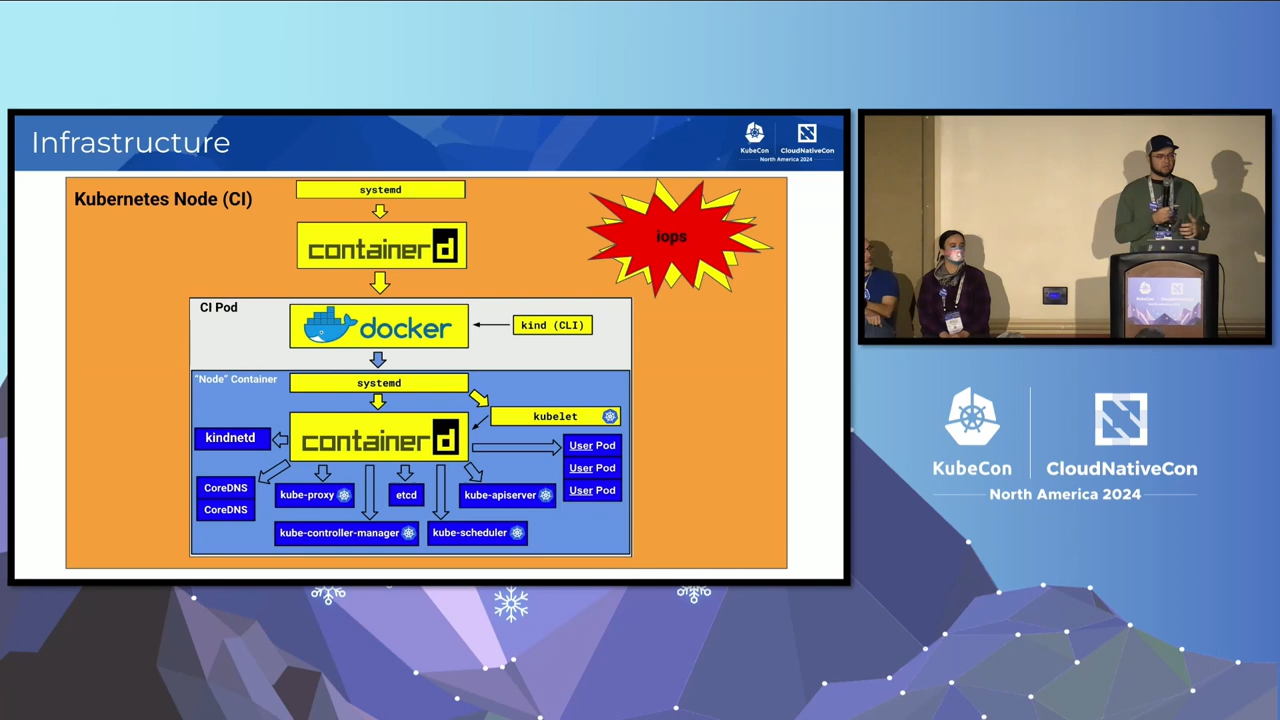 Infrastructure
KubeCon
CloudNativeCon
North America 2024
Kubernetes Node (CI)
systemd
containerd
iops
CI Pod
docker
kind (CLI)
"Node" Container
systemd
kubelet
containerd
kindnetd
User Pod
User Pod
User Pod
CoreDNS
CoreDNS
kube-proxy
etcd
kube-apiserver
kube-controller-manager
kube-scheduler
KubeCon
CloudNativeCon
North America 2024